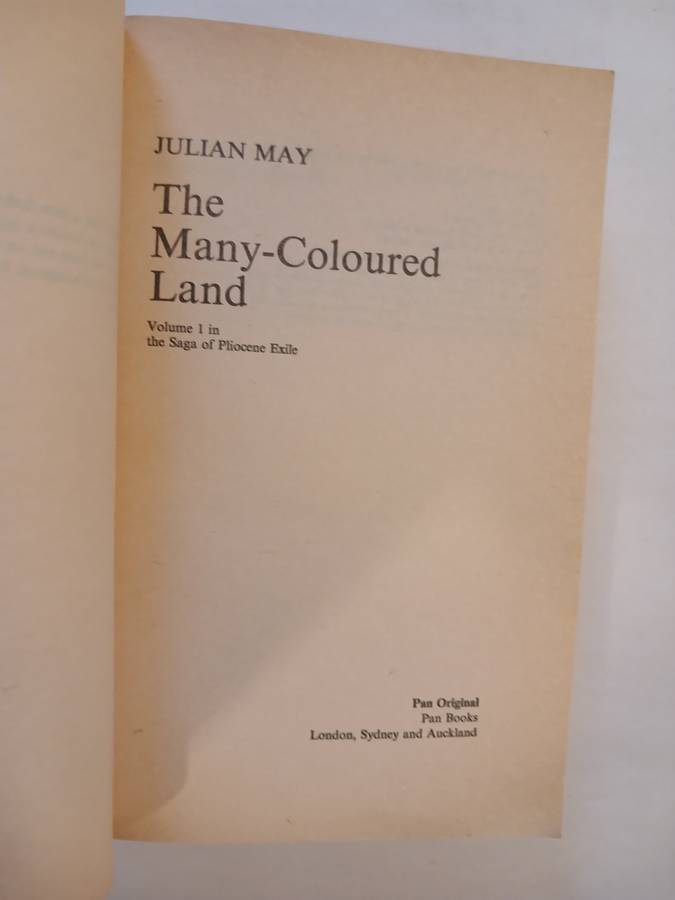 JULIAN MAY
The
Many-Coloured
Land
Volume 1 in
the Saga of Pliocene Exile
Pan Original
Pan Books
London, Sydney and Auckland